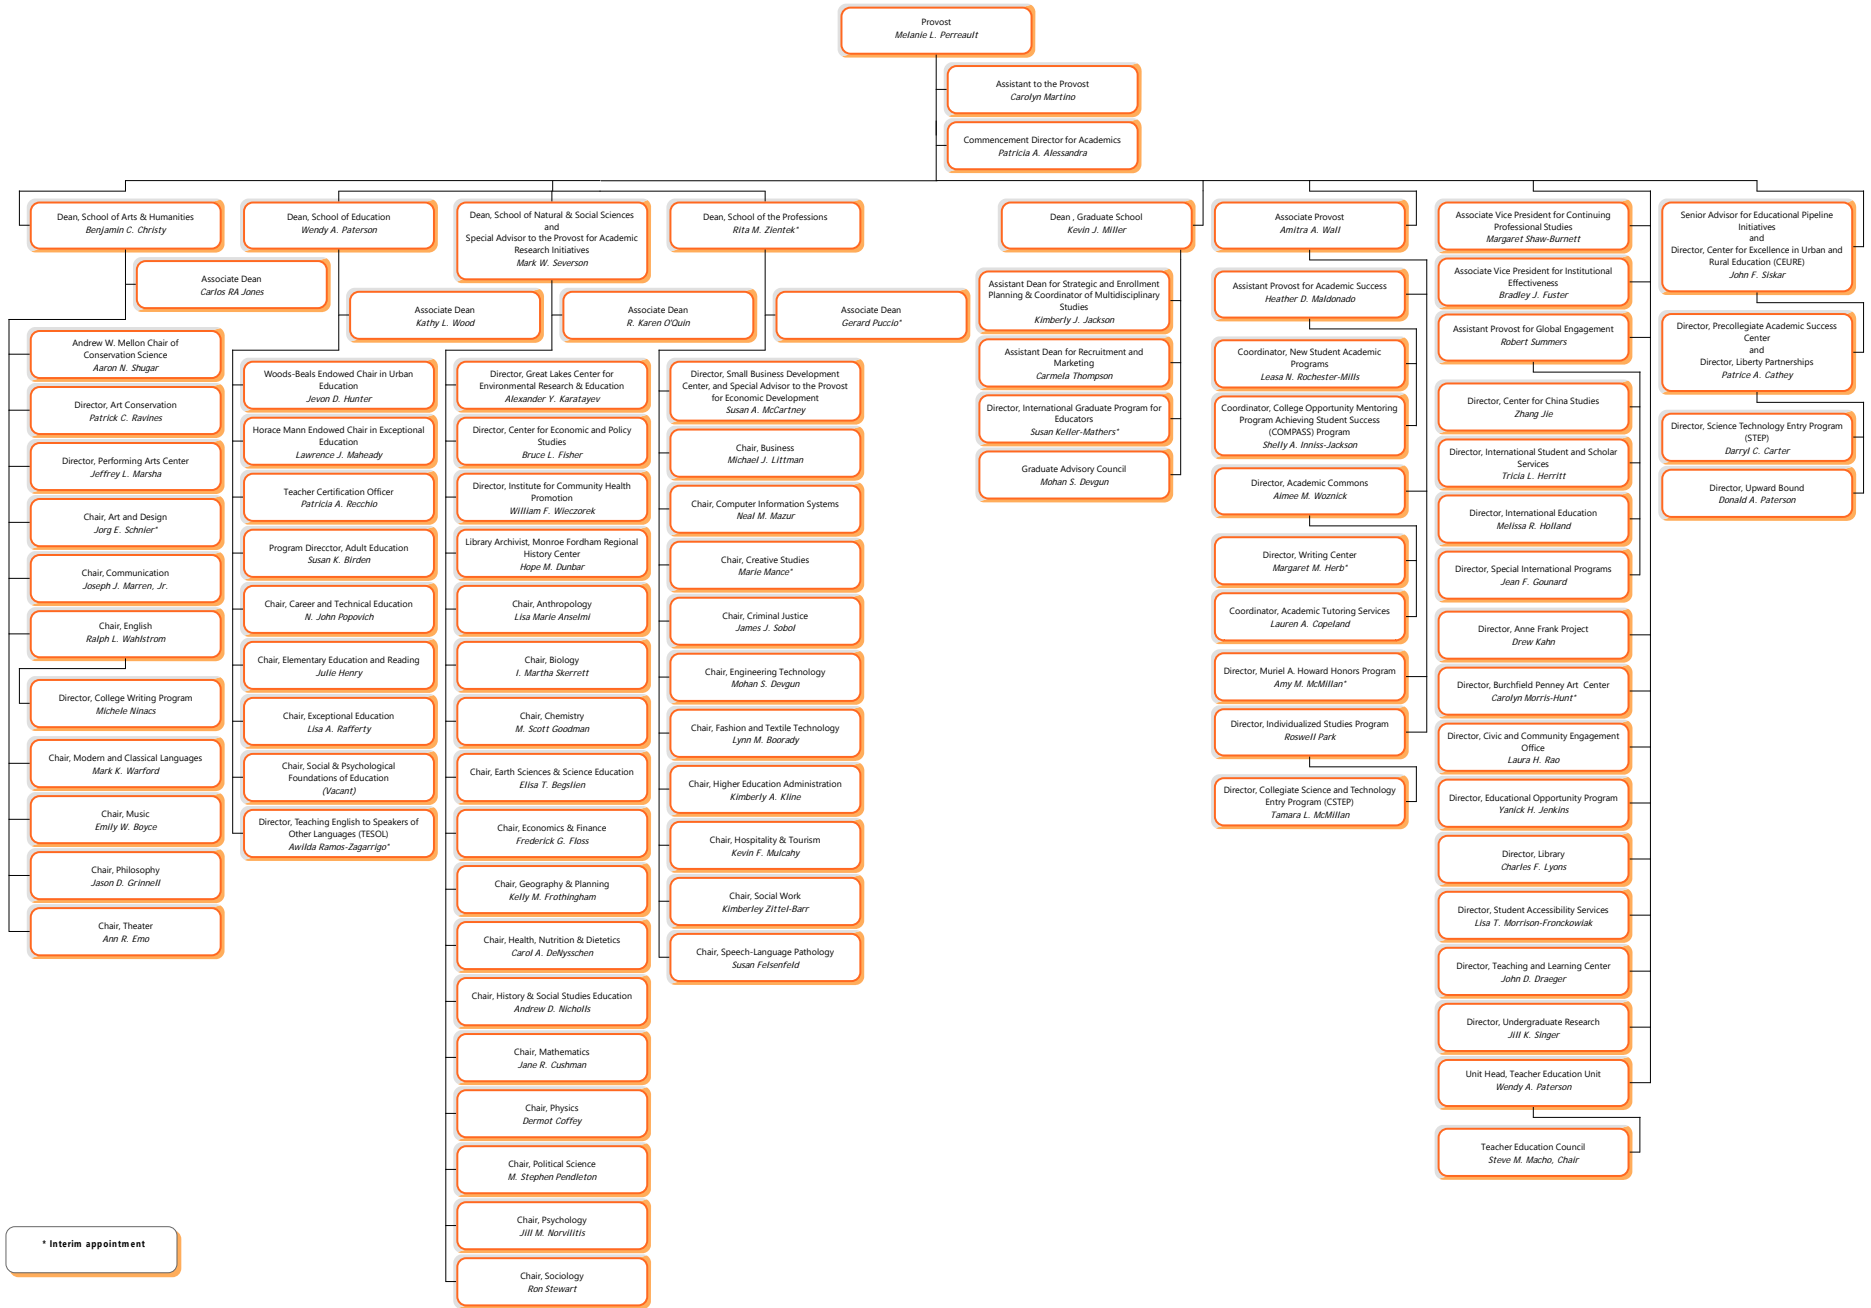 Provost
Melanie L. Perreault
Assistant to the Provost
Carolyn Martino
Commencement Director for Academics
Patricia A. Alessandra
Dean, School of Arts & Humanities
Benjamin C. Christy
Associate Dean
Carlos RA Jones
Andrew W. Mellon Chair of
Conservation Science
Aaron N. Shugar
Director, Art Conservation
Patrick C. Ravines
Director, Performing Arts Center
Jeffrey L. Marsha
Chair, Art and Design
Jorg E. Schnier*
Chair, Communication
Joseph J. Marren, Jr.
Chair, English
Ralph L. Wahlstrom
Director, College Writing Program
Michele Ninacs
Chair, Modern and Classical Languages
Mark K. Warford
Chair, Music
Emily W. Boyce
Chair, Philosophy
Jason D. Grinnell
Chair, Theater
Ann R. Emo
Dean, School of Education
Wendy A. Paterson
Associate Dean
Kathy L. Wood
Woods-Beals Endowed Chair in Urban
Education
Jevon D. Hunter
Horace Mann Endowed Chair in Exceptional
Education
Lawrence J. Maheady
Teacher Certification Officer
Patricia A. Recchio
Program Direcctor, Adult Education
Susan K. Birden
Chair, Career and Technical Education
N. John Popovich
Chair, Elementary Education and Reading
Julie Henry
Chair, Exceptional Education
Lisa A. Rafferty
Chair, Social & Psychological
Foundations of Education
(Vacant)
Director, Teaching English to Speakers of
Other Languages (TESOL)
Awilda Ramos-Zagarrigo*
Dean, School of Natural & Social Sciences
and
Special Advisor to the Provost for Academic
Research Initiatives
Mark W. Severson
Associate Dean
R. Karen O'Quin
Director, Great Lakes Center for
Environmental Research & Education
Alexander Y. Karatayev
Director, Center for Economic and Policy
Studies
Bruce L. Fisher
Director, Institute for Community Health
Promotion
William F. Wieczorek
Library Archivist, Monroe Fordham Regional
History Center
Hope M. Dunbar
Chair, Anthropology
Lisa Marie Anselmi
Chair, Biology
I. Martha Skerrett
Chair, Chemistry
M. Scott Goodman
Chair, Earth Sciences & Science Education
Elisa T. Begslien
Chair, Economics & Finance
Frederick G. Floss
Chair, Geography & Planning
Kelly M. Frothingham
Chair, Health, Nutrition & Dietetics
Carol A. DeNysschen
Chair, History & Social Studies Education
Andrew D. Nicholls
Chair, Mathematics
Jane R. Cushman
Chair, Physics
Dermot Coffey
Chair, Political Science
M. Stephen Pendleton
Chair, Psychology
Jill M. Norvilitis
Chair, Sociology
Ron Stewart
Dean, School of the Professions
Rita M. Zientek*
Associate Dean
Gerard Puccio*
Director, Small Business Development
Center, and Special Advisor to the Provost
for Economic Development
Susan A. McCartney
Chair, Business
Michael J. Littman
Chair, Computer Information Systems
Neal M. Mazur
Chair, Creative Studies
Marie Mance*
Chair, Criminal Justice
James J. Sobol
Chair, Engineering Technology
Mohan S. Devgun
Chair, Fashion and Textile Technology
Lynn M. Boorady
Chair, Higher Education Administration
Kimberly A. Kline
Chair, Hospitality & Tourism
Kevin F. Mulcahy
Chair, Social Work
Kimberley Zittel-Barr
Chair, Speech-Language Pathology
Susan Felsenfeld
Dean , Graduate School
Kevin J. Miller
Assistant Dean for Strategic and Enrollment
Planning & Coordinator of Multidisciplinary
Studies
Kimberly J. Jackson
Assistant Dean for Recruitment and
Marketing
Carmela Thompson
Director, International Graduate Program for
Educators
Susan Keller-Mathers*
Graduate Advisory Council
Mohan S. Devgun
Associate Provost
Amitra A. Wall
Assistant Provost for Academic Success
Heather D. Maldonado
Coordinator, New Student Academic
Programs
Leasa N. Rochester-Mills
Coordinator, College Opportunity Mentoring
Program Achieving Student Success
(COMPASS) Program
Shelly A. Inniss-Jackson
Director, Academic Commons
Aimee M. Woznick
Director, Writing Center
Margaret M. Herb*
Coordinator, Academic Tutoring Services
Lauren A. Copeland
Director, Muriel A. Howard Honors Program
Amy M. McMillan*
Director, Individualized Studies Program
Roswell Park
Director, Collegiate Science and Technology
Entry Program (CSTEP)
Tamara L. McMillan
Associate Vice President for Continuing
Professional Studies
Margaret Shaw-Burnett
Associate Vice President for Institutional
Effectiveness
Bradley J. Fuster
Assistant Provost for Global Engagement
Robert Summers
Director, Center for China Studies
Zhang Jie
Director, International Student and Scholar
Services
Tricia L. Herritt
Director, International Education
Melissa R. Holland
Director, Special International Programs
Jean F. Gounard
Director, Anne Frank Project
Drew Kahn
Director, Burchfield Penney Art Center
Carolyn Morris-Hunt*
Director, Civic and Community Engagement
Office
Laura H. Rao
Director, Educational Opportunity Program
Yanick H. Jenkins
Director, Library
Charles F. Lyons
Director, Student Accessibility Services
Lisa T. Morrison-Fronckowiak
Director, Teaching and Learning Center
John D. Draeger
Director, Undergraduate Research
Jill K. Singer
Unit Head, Teacher Education Unit
Wendy A. Paterson
Teacher Education Council
Steve M. Macho, Chair
Senior Advisor for Educational Pipeline
Initiatives
and
Director, Center for Excellence in Urban and
Rural Education (CEURE)
John F. Siskar
Director, Precollegiate Academic Success
Center
and
Director, Liberty Partnerships
Patrice A. Cathey
Director, Science Technology Entry Program
(STEP)
Darryl C. Carter
Director, Upward Bound
Donald A. Paterson
* Interim appointment